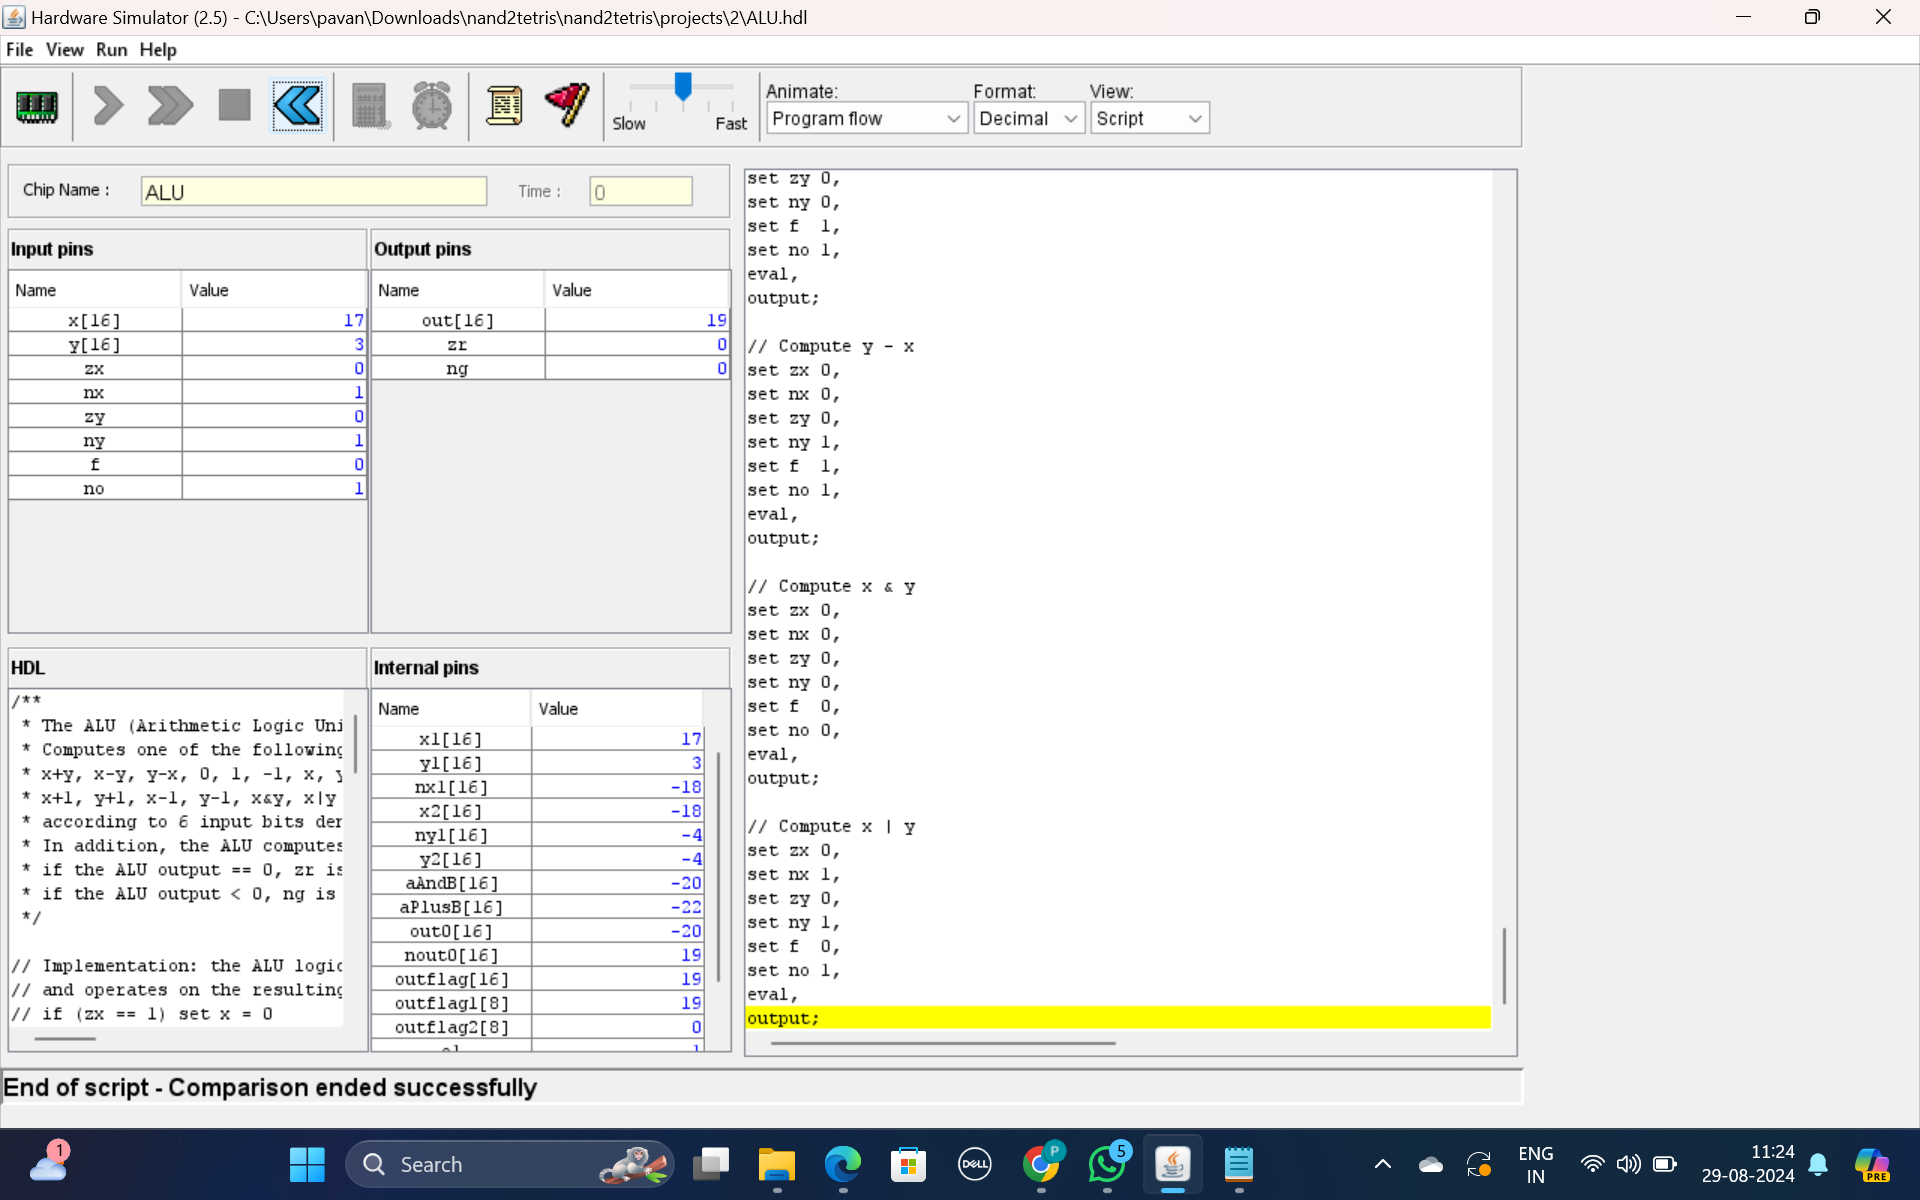 Hardware Simulator (2.5) - C:\Users\pavan\Downloads\nand2tetris\nand2tetris\projects\2\ALU.hdl
File View Run Help
Slow Fast
Animate:
Program flow
Format:
Decimal
View:
Script
Chip Name : ALU Time : 0
Input pins
Name Value
x[16] 17
y[16] 3
zx 0
nx 1
zy 0
ny 1
f 0
no 1
Output pins
Name Value
out[16] 19
zr 0
ng 0
HDL
/**
* The ALU (Arithmetic Logic Uni
* Computes one of the following
* x+y, x-y, y-x, 0, 1, -1, x, y
* x+1, y+1, x-1, y-1, x&y, x|y
* according to 6 input bits der
* In addition, the ALU computes
* if the ALU output == 0, zr is
* if the ALU output < 0, ng is
*/
// Implementation: the ALU logic
// and operates on the resulting
// if (zx == 1) set x = 0
Internal pins
Name Value
x1[16] 17
y1[16] 3
nx1[16] -18
x2[16] -18
ny1[16] -4
y2[16] -4
aAndB[16] -20
aPlusB[16] -22
out0[16] -20
nout0[16] 19
outflag[16] 19
outflag1[8] 19
outflag2[8] 0
set zy 0,
set ny 0,
set f 1,
set no 1,
eval,
output;
// Compute y - x
set zx 0,
set nx 0,
set zy 0,
set ny 1,
set f 1,
set no 1,
eval,
output;
// Compute x & y
set zx 0,
set nx 0,
set zy 0,
set ny 0,
set f 0,
set no 0,
eval,
output;
// Compute x | y
set zx 0,
set nx 1,
set zy 0,
set ny 1,
set f 0,
set no 1,
eval,
output;
End of script - Comparison ended successfully
1
Search
DELL
P
5
ENG
IN
11:24
29-08-2024
PRE